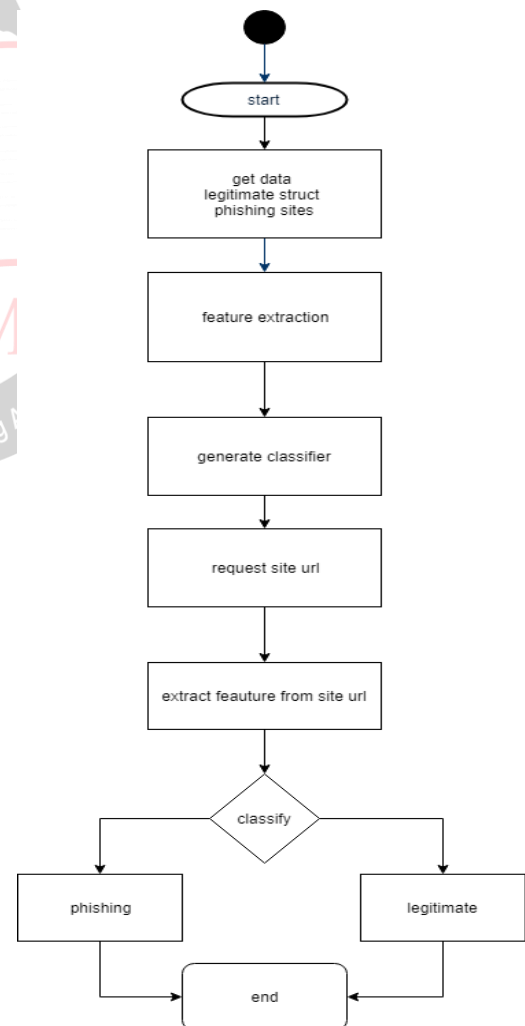 start
get data
legitimate struct
phishing sites
feature extraction
generate classifier
request site url
extract feauture from site url
classify
phishing
legitimate
end